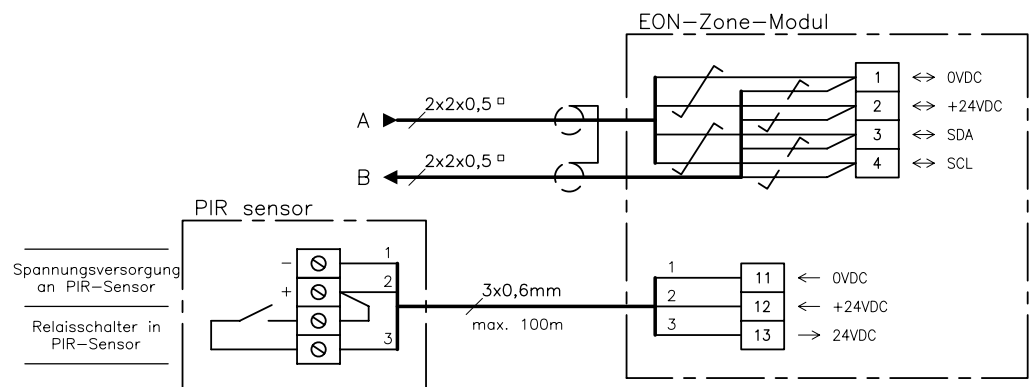 EON-Zone-Modul
A 2x2x0,5▫
B 2x2x0,5▫
1 ↔ 0VDC
2 ↔ +24VDC
3 ↔ SDA
4 ↔ SCL
PIR sensor
Spannungsversorgung
an PIR-Sensor
Relaisschalter in
PIR-Sensor
- 1
+ 2
3
3x0,6mm
max. 100m
1 11 ← 0VDC
2 12 ← +24VDC
3 13 → 24VDC